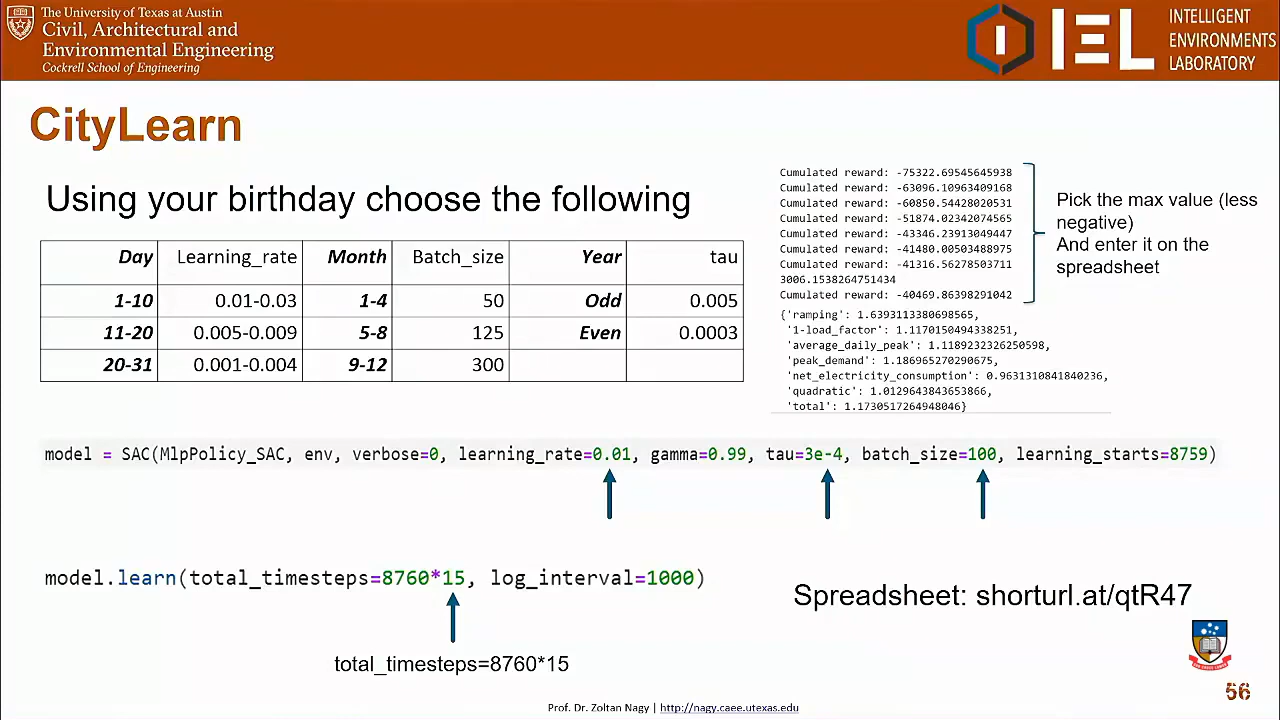 The University of Texas at Austin
Civil, Architectural and
Environmental Engineering
Cockrell School of Engineering
I IEL
INTELLIGENT
ENVIRONMENTS
LABORATORY
CityLearn
Using your birthday choose the following
Day Learning_rate Month Batch_size Year tau
1-10 0.01-0.03 1-4 50 Odd 0.005
11-20 0.005-0.009 5-8 125 Even 0.0003
20-31 0.001-0.004 9-12 300
Cumulated reward: -75322.69545645938
Cumulated reward: -63096.10963409168
Cumulated reward: -60850.54428020531
Cumulated reward: -51874.02342074565
Cumulated reward: -43346.23913049447
Cumulated reward: -41480.00503488975
Cumulated reward: -41316.56278503711
3006.1538264751434
Cumulated reward: -40469.86398291042
{'ramping': 1.6393113380698565,
'1-load_factor': 1.1170150494338251,
'average_daily_peak': 1.1189232326250598,
'peak_demand': 1.186965270290675,
'net_electricity_consumption': 0.9631310841840236,
'quadratic': 1.0129643843653866,
'total': 1.1730517264948046}
Pick the max value (less
negative)
And enter it on the
spreadsheet
model = SAC(MlpPolicy_SAC, env, verbose=0, learning_rate=0.01, gamma=0.99, tau=3e-4, batch_size=100, learning_starts=8759)
model.learn(total_timesteps=8760*15, log_interval=1000)
total_timesteps=8760*15
Spreadsheet: shorturl.at/qtR47
Prof. Dr. Zoltan Nagy | http://nagy.caee.utexas.edu
56